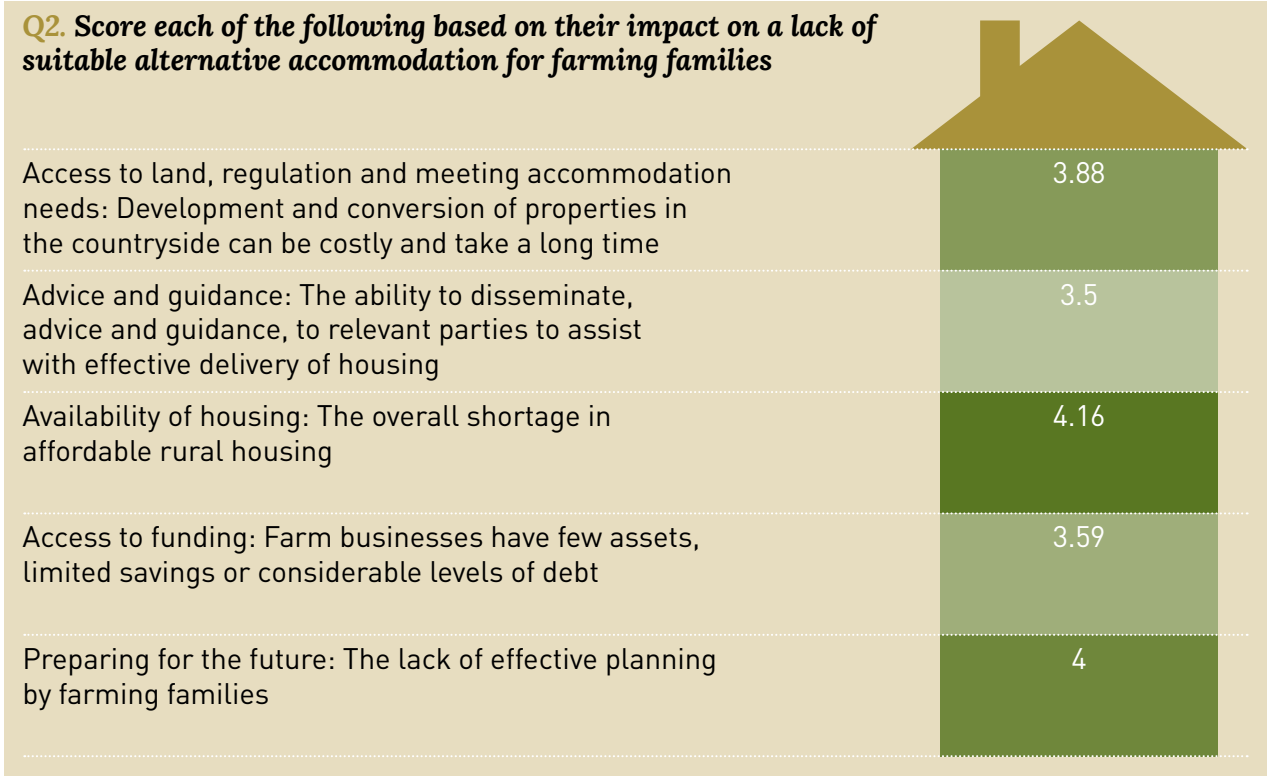 Q2. Score each of the following based on their impact on a lack of
suitable alternative accommodation for farming families
Access to land, regulation and meeting accommodation
needs: Development and conversion of properties in
the countryside can be costly and take a long time
3.88
Advice and guidance: The ability to disseminate,
advice and guidance, to relevant parties to assist
with effective delivery of housing
3.5
Availability of housing: The overall shortage in
affordable rural housing
4.16
Access to funding: Farm businesses have few assets,
limited savings or considerable levels of debt
3.59
Preparing for the future: The lack of effective planning
by farming families
4